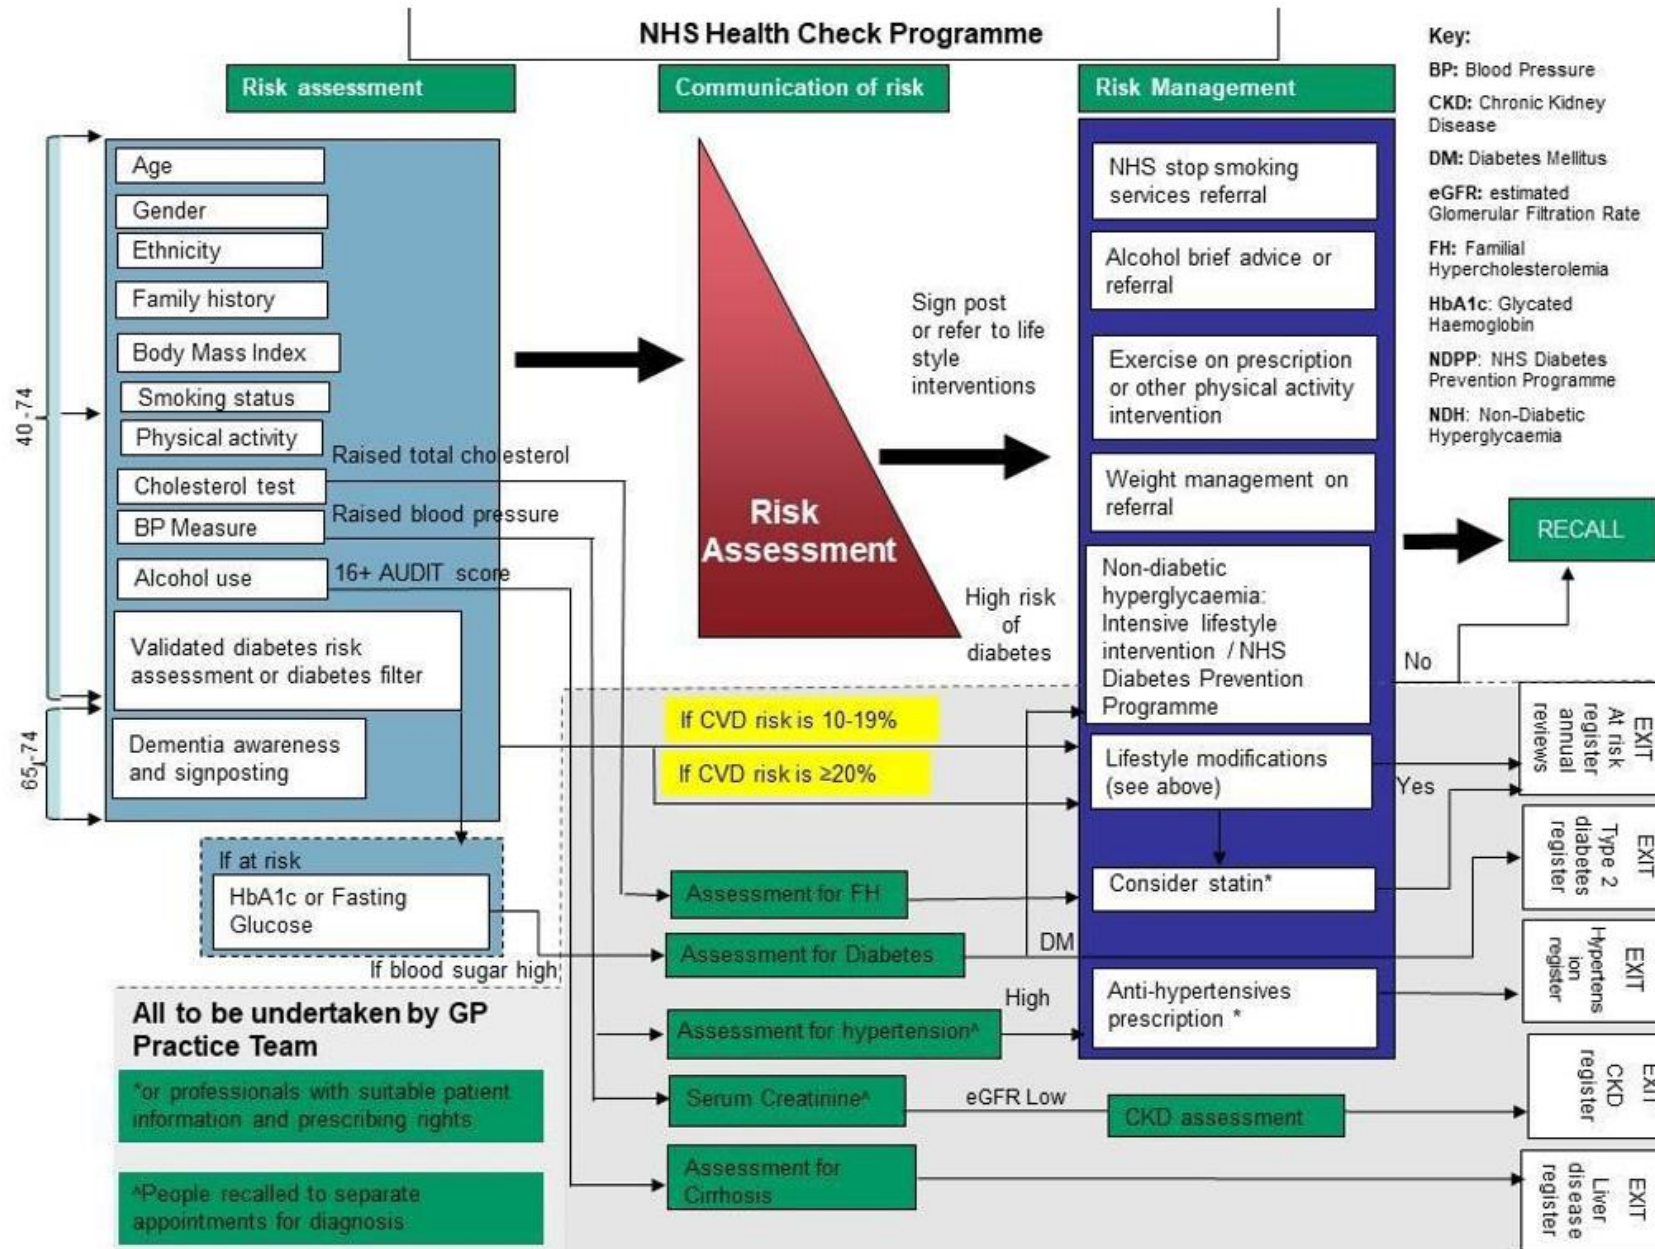 NHS Health Check Programme
Risk assessment
Communication of risk
Risk Management
Key:
BP: Blood Pressure
CKD: Chronic Kidney
Disease
DM: Diabetes Mellitus
eGFR: estimated
Glomerular Filtration Rate
FH: Familial
Hypercholesterolemia
HbA1c: Glycated
Haemoglobin
NDPP: NHS Diabetes
Prevention Programme
NDH: Non-Diabetic
Hyperglycaemia
40-74
65-74
Age
Gender
Ethnicity
Family history
Body Mass Index
Smoking status
Physical activity
Cholesterol test
Raised total cholesterol
BP Measure
Raised blood pressure
Alcohol use
16+ AUDIT score
Validated diabetes risk
assessment or diabetes filter
Dementia awareness
and signposting
If at risk
HbA1c or Fasting
Glucose
If blood sugar high
Risk
Assessment
Sign post
or refer to life
style
interventions
High risk
of
diabetes
NHS stop smoking
services referral
Alcohol brief advice or
referral
Exercise on prescription
or other physical activity
intervention
Weight management on
referral
Non-diabetic
hyperglycaemia:
Intensive lifestyle
intervention / NHS
Diabetes Prevention
Programme
Lifestyle modifications
(see above)
Consider statin*
Anti-hypertensives
prescription *
RECALL
No
Yes
If CVD risk is 10-19%
If CVD risk is ≥20%
Assessment for FH
Assessment for Diabetes
DM
Assessment for hypertension^
High
Serum Creatinine^
eGFR Low
CKD assessment
Assessment for
Cirrhosis
EXIT
At risk
register
annual
reviews
EXIT
Type 2
diabetes
register
EXIT
Hypertens
ion
register
EXIT
CKD
register
EXIT
Liver
disease
register
All to be undertaken by GP
Practice Team
*or professionals with suitable patient
information and prescribing rights
^People recalled to separate
appointments for diagnosis